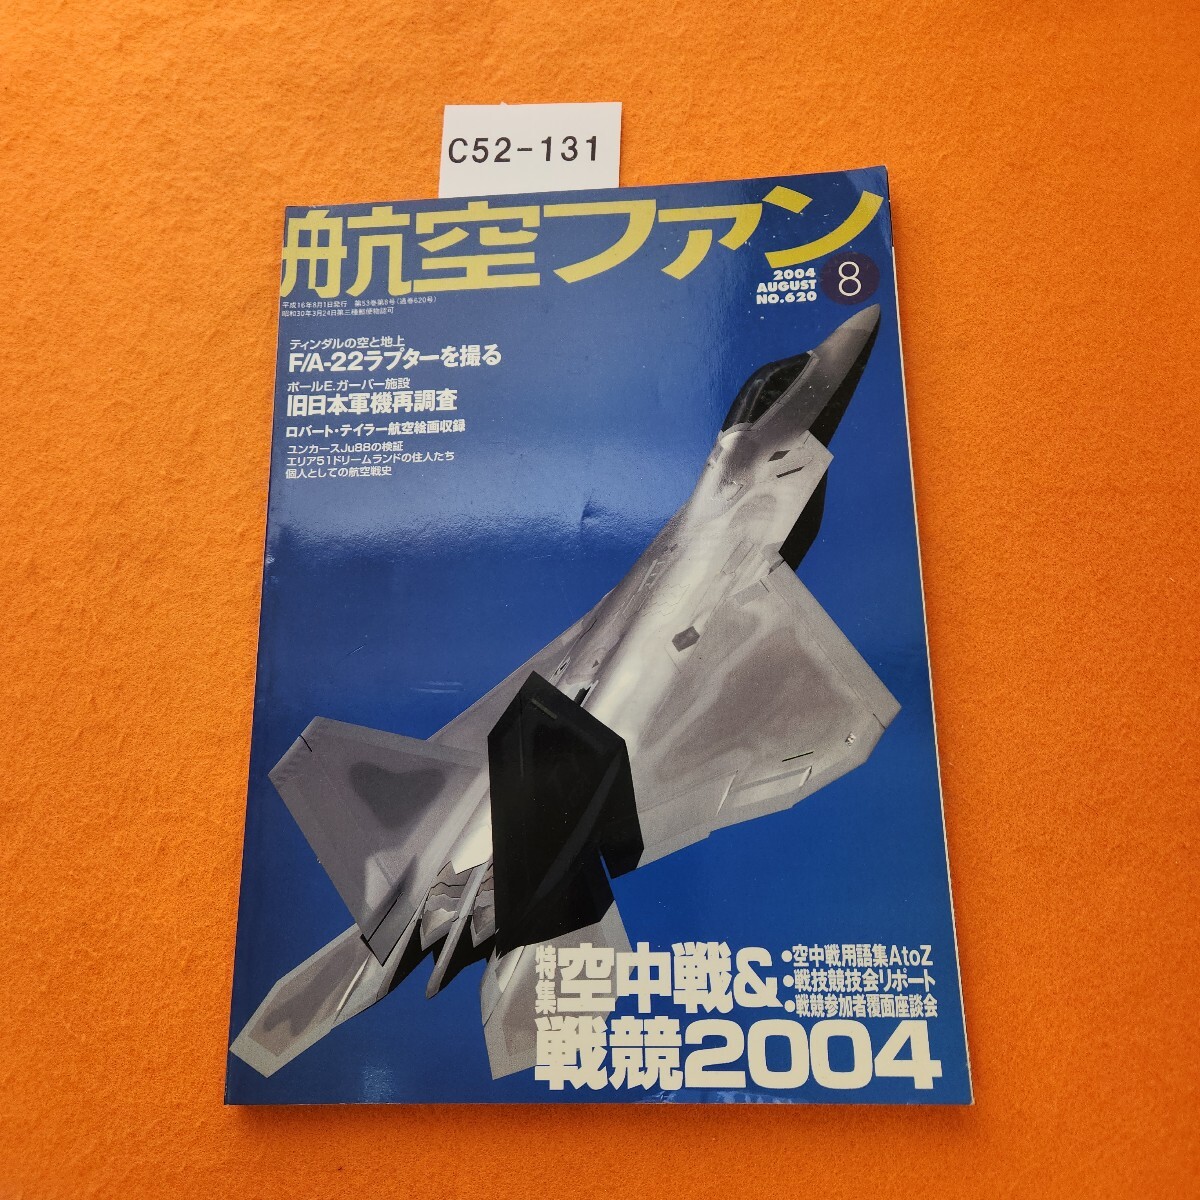 C52-131
航空ファン
2004
AUGUST
NO.620
8
平成16年8月1日発行 第53巻第8号(通巻620号)
昭和30年3月24日第三種郵便物認可
ティンダルの空と地上
F/A-22ラプターを撮る
ポールE.ガーバー施設
旧日本軍機再調査
ロバート・テイラー航空絵画収録
ユンカースJu88の検証
エリア51ドリームランドの住人たち
個人としての航空戦史
特集
空中戦&
戦競2004
•空中戦用語集AtoZ
•戦技競技会リポート
•戦競参加者覆面座談会